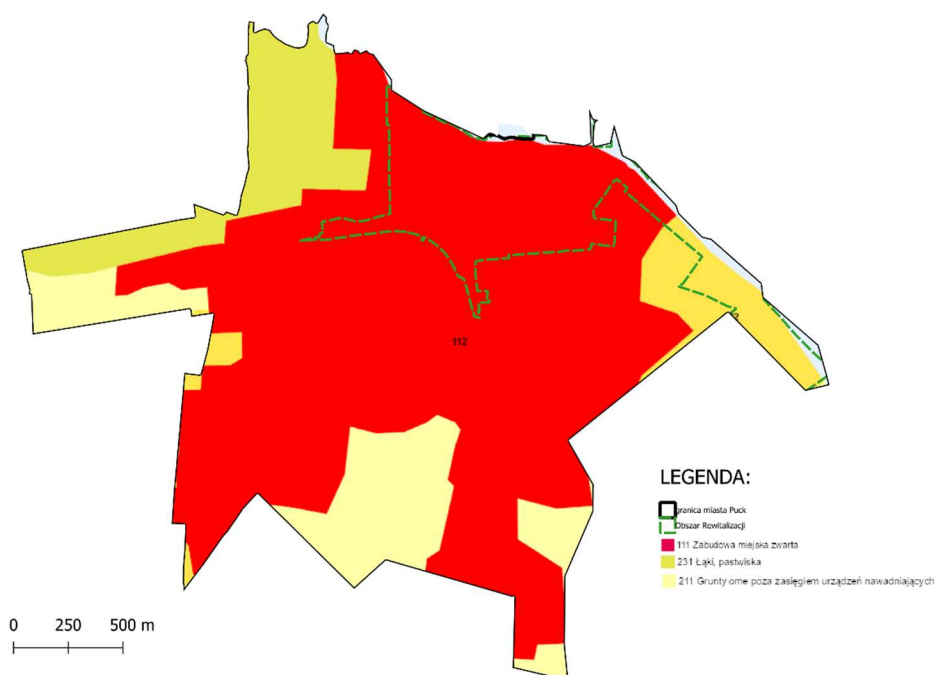 112
LEGENDA:
granica miasta Puck
Obszar Rewitalizacji
111 Zabudowa miejska zwarta
231 Łąki, pastwiska
211 Grunty orne poza zasięgiem urządzeń nawadniających
0 250 500 m